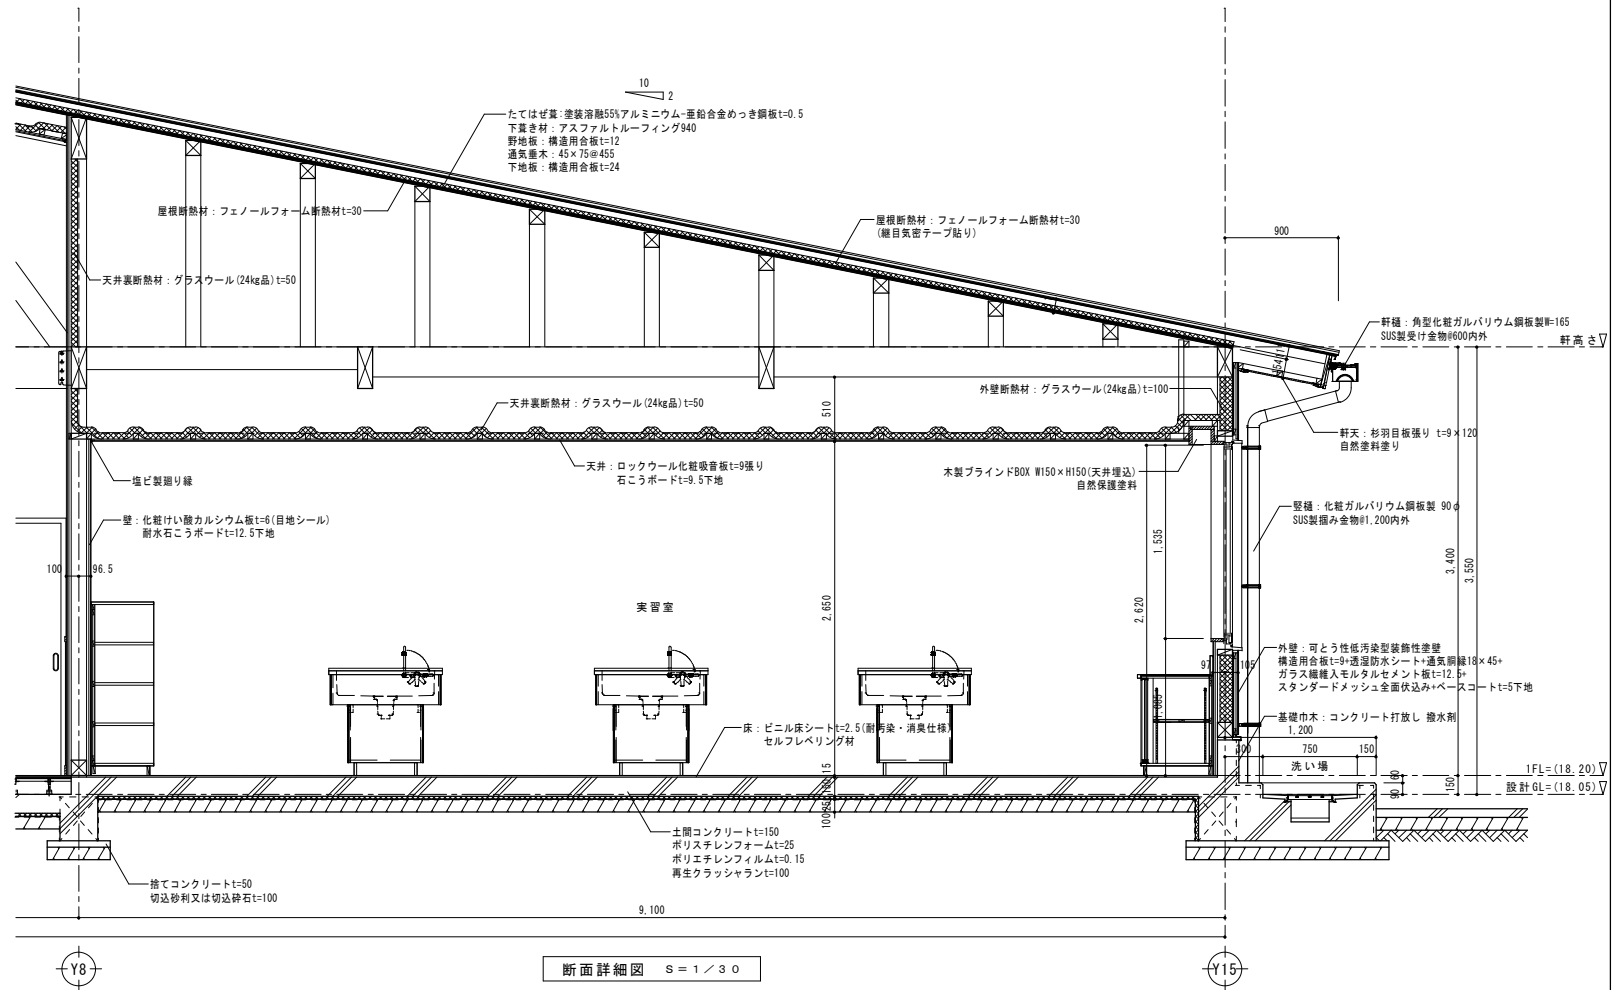 10
2
たてはぜ葺:塗装溶融55%アルミニウム-亜鉛合金めっき鋼板t=0.5
下葺き材：アスファルトルーフィング940
野地板：構造用合板t=12
通気垂木：45×75@455
下地板：構造用合板t=24
屋根断熱材：フェノールフォーム断熱材t=30
屋根断熱材：フェノールフォーム断熱材t=30
(継目気密テープ貼り)
900
天井裏断熱材：グラスウール(24kg品)t=50
軒樋：角型化粧ガルバリウム鋼板製W=165
SUS製受け金物@600内外
軒高さ
外壁断熱材：グラスウール(24kg品)t=100
天井裏断熱材：グラスウール(24kg品)t=50
510
軒天：杉羽目板張り t=9×120
自然塗料塗り
天井：ロックウール化粧吸音板t=9張り
石こうボードt=9.5下地
木製ブラインドBOX W150×H150(天井埋込)
自然保護塗料
塩ビ製廻り縁
竪樋：化粧ガルバリウム鋼板製 90φ
SUS製掴み金物@1,200内外
壁：化粧けい酸カルシウム板t=6(目地シール)
耐水石こうボードt=12.5下地
1,535
3,400
3,550
100
96.5
2,650
2,620
実習室
外壁：可とう性低汚染型装飾性塗壁
構造用合板t=9+透湿防水シート+通気胴縁18×45+
ガラス繊維入モルタルセメント板t=12.5+
スタンダードメッシュ全面伏込み+ベースコートt=5下地
97
105
1,085
床：ビニル床シートt=2.5(耐汚染・消臭仕様)
セルフレベリング材
基礎巾木：コンクリート打放し 撥水剤
1,200
300
750
150
洗い場
15
150
25
100
60
90
150
1FL=(18.20)
設計GL=(18.05)
土間コンクリートt=150
ポリスチレンフォームt=25
ポリエチレンフィルムt=0.15
再生クラッシャランt=100
捨てコンクリートt=50
切込砂利又は切込砕石t=100
9,100
Y8
断面詳細図 S=1/30
Y15